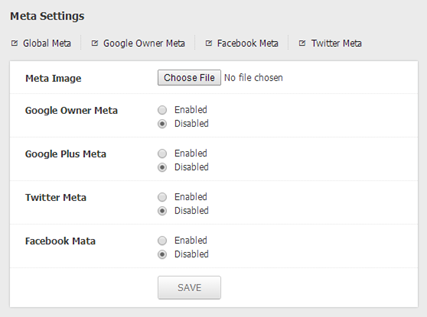 Meta Settings
Global Meta Google Owner Meta Facebook Meta Twitter Meta
Meta Image Choose File No file chosen
Google Owner Meta Enabled
Disabled
Google Plus Meta Enabled
Disabled
Twitter Meta Enabled
Disabled
Facebook Mata Enabled
Disabled
SAVE